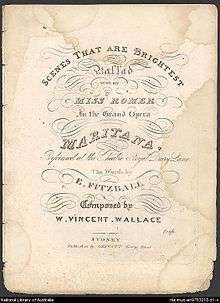 SCENES THAT ARE BRIGHTEST
Ballad
MISS ROMER
In the Grand Opera
MARITANA,
Performed at the Theatre Royal Drury Lane
The Words by
E. FITZBALL
Composed by
W. VINCENT WALLACE
SYDNEY
Published by
National Library of Australia